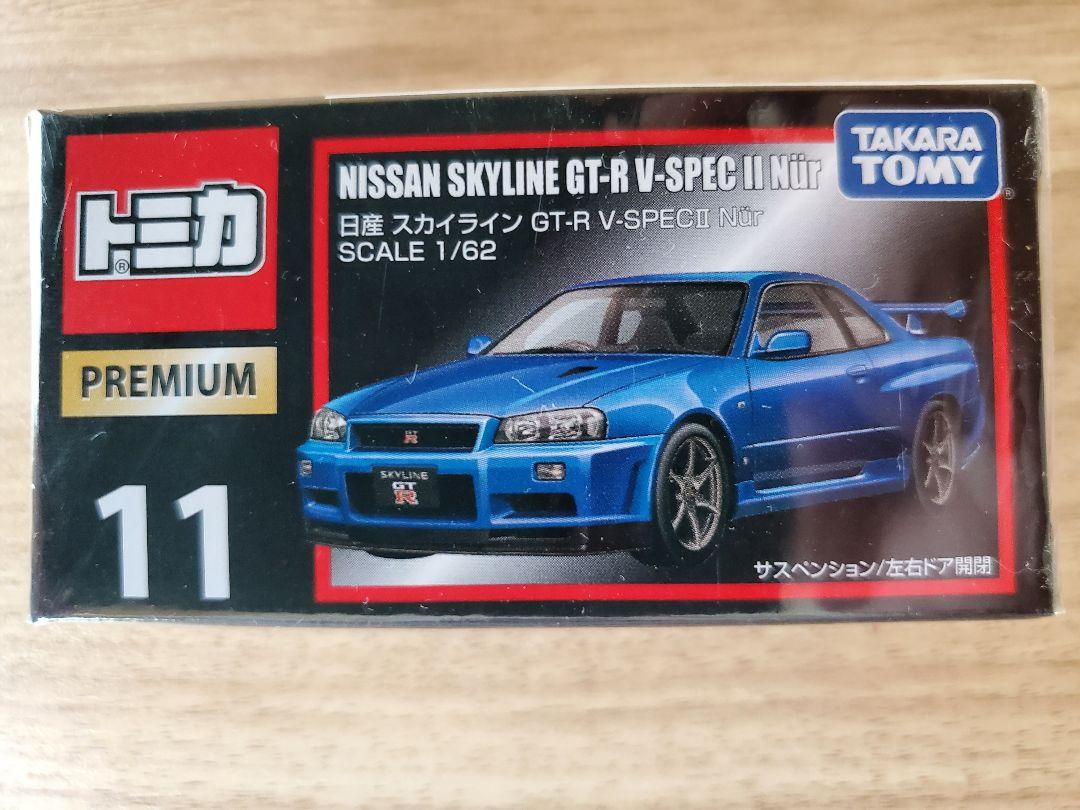 トミカ
®
PREMIUM
11
NISSAN SKYLINE GT-R V-SPEC II Nür
日産 スカイライン GT-R V-SPECⅡ Nür
SCALE 1/62
TAKARA
TOMY
®
GT
R
SKYLINE
GT
R
サスペンション/左右ドア開閉